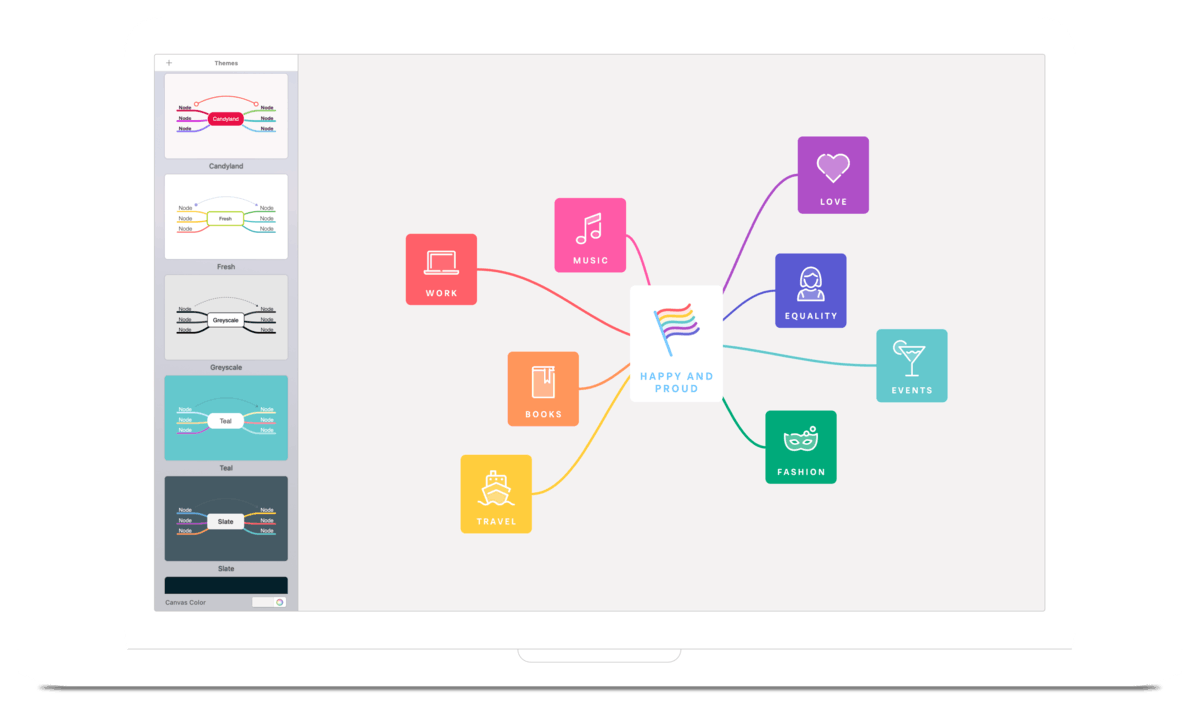 Themes
Node
Node
Node
Candyland
Node
Node
Node
Candyland
Node
Node
Node
Fresh
Node
Node
Node
Fresh
Node
Node
Node
Greyscale
Node
Node
Node
Greyscale
Node
Node
Node
Teal
Node
Node
Node
Teal
Node
Node
Node
Slate
Node
Node
Node
Slate
Canvas Color
WORK
MUSIC
BOOKS
TRAVEL
HAPPY AND
PROUD
LOVE
EQUALITY
EVENTS
FASHION